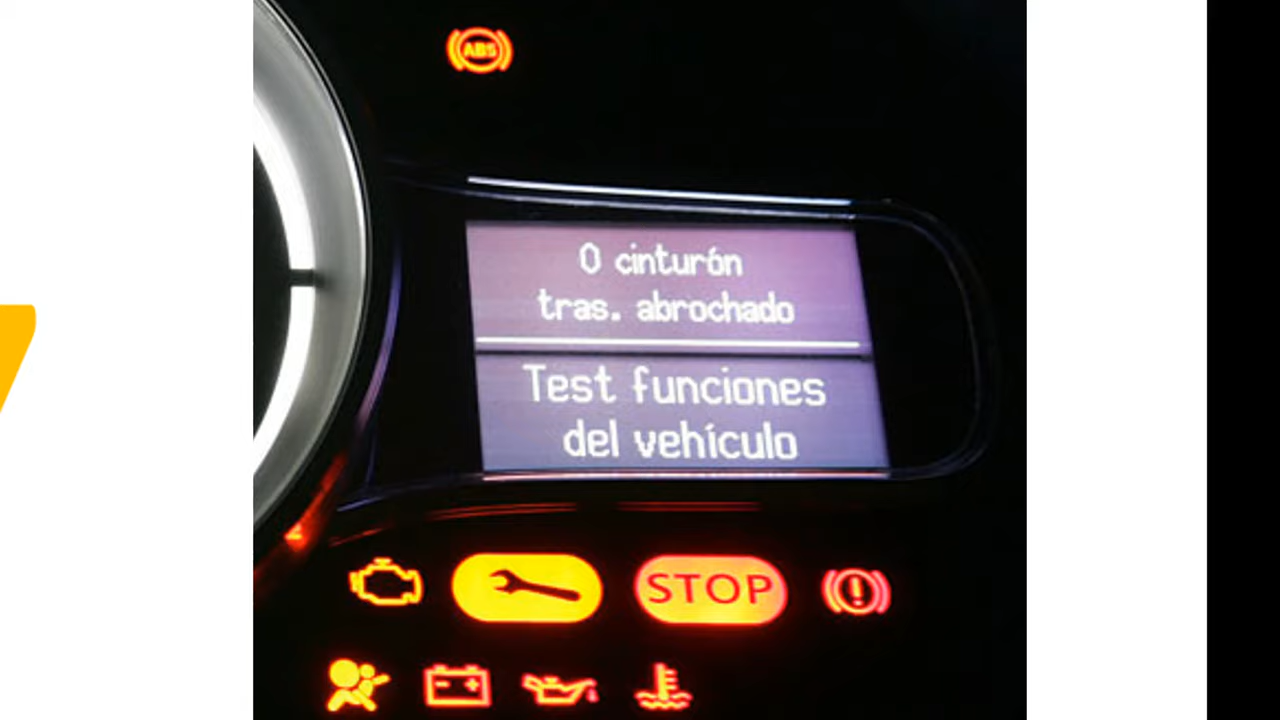 ABS
0 cinturón
tras. abrochado
Test funciones
del vehículo
STOP